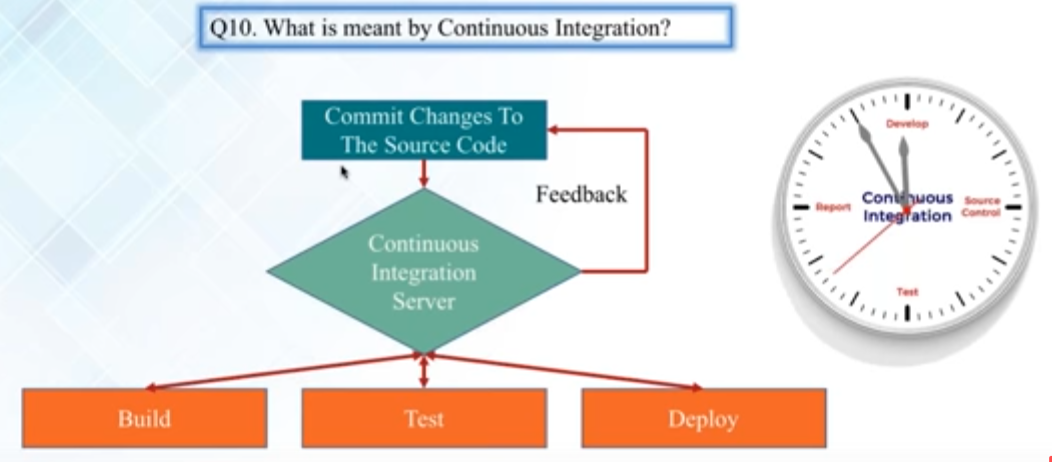 Q10. What is meant by Continuous Integration?
Commit Changes To
The Source Code
Feedback
Continuous
Integration
Server
Build
Test
Deploy
Develop
Report
Continuous
Integration
Source
Control
Test